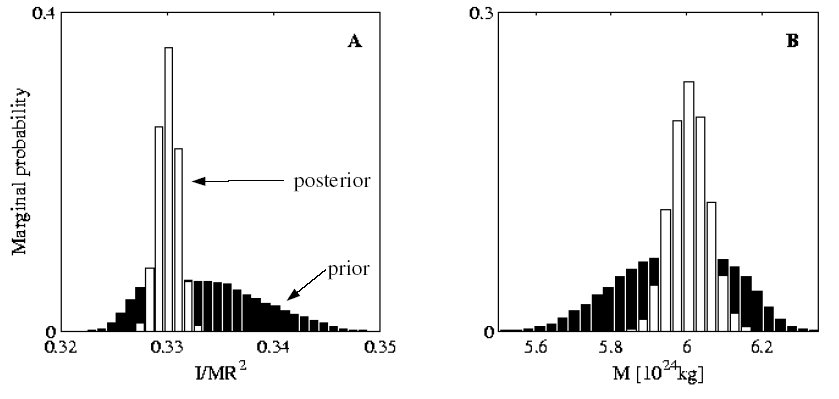 0.4
A
Marginal probability
posterior
prior
0
0.32
0.33
0.34
0.35
I/MR²
0.3
B
0
5.6
5.8
6
6.2
M [10²⁴kg]